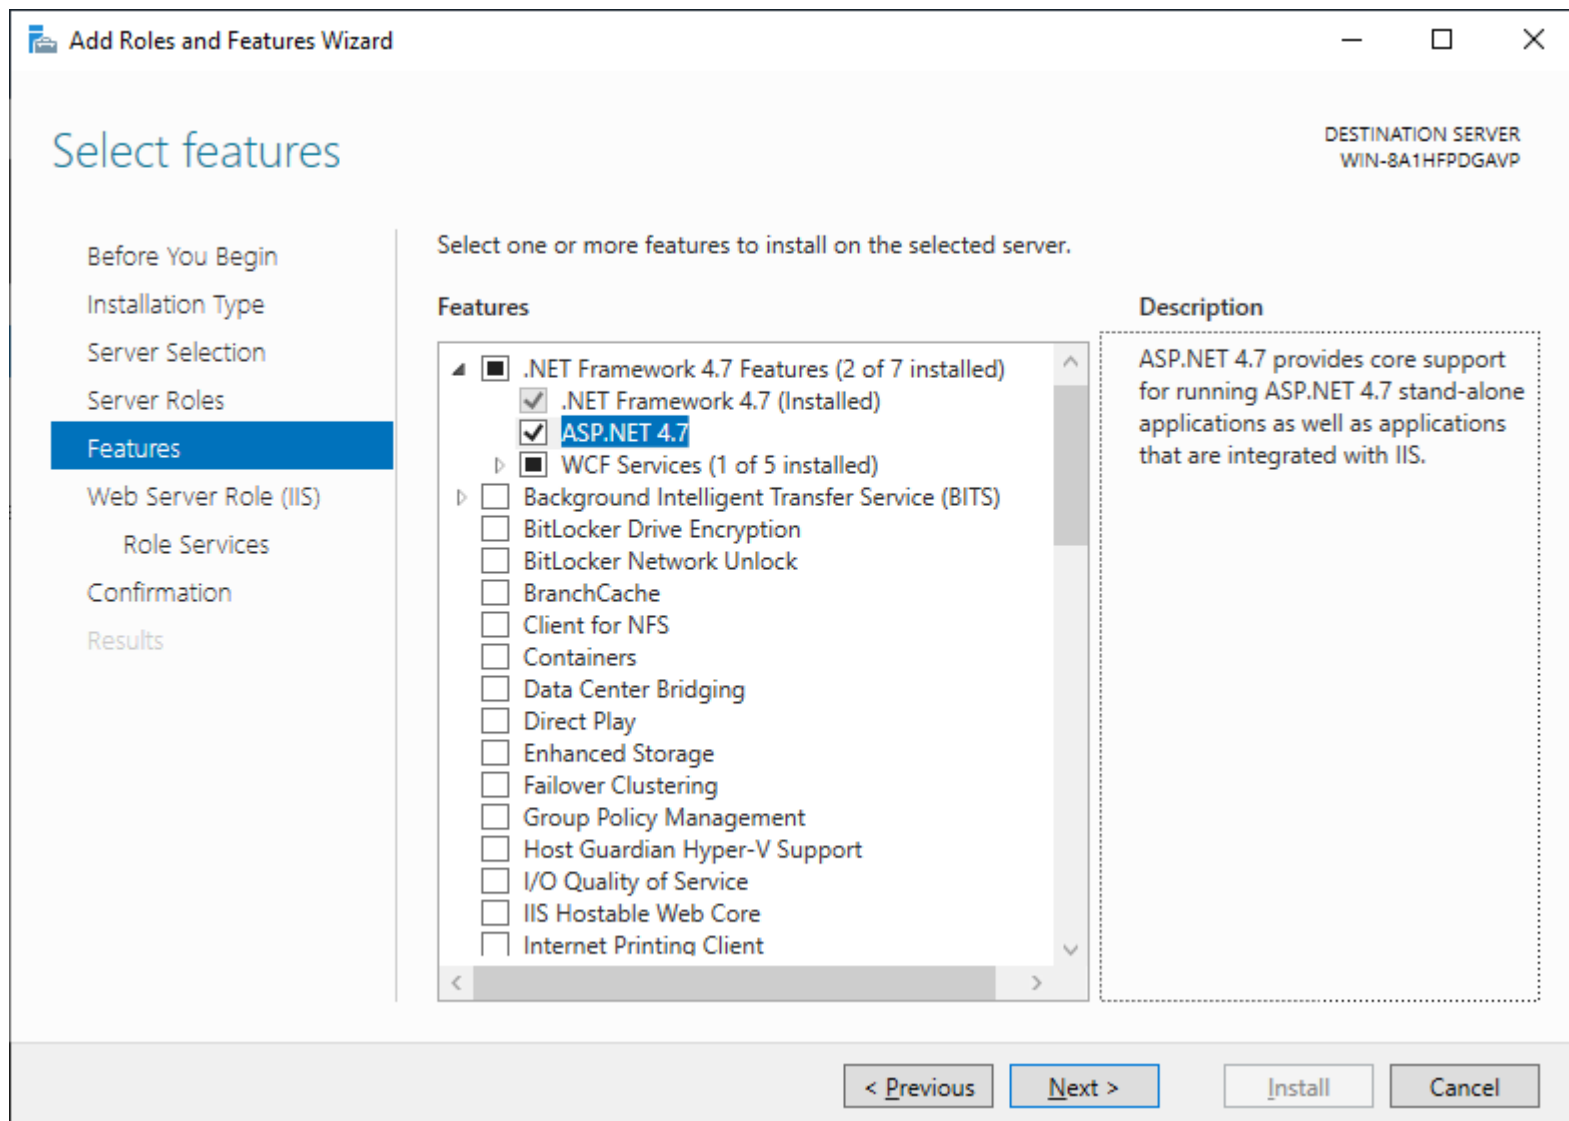 Add Roles and Features Wizard
Select features
DESTINATION SERVER
WIN-8A1HFPDGAVP
Before You Begin
Installation Type
Server Selection
Server Roles
Features
Web Server Role (IIS)
Role Services
Confirmation
Results
Select one or more features to install on the selected server.
Features
.NET Framework 4.7 Features (2 of 7 installed)
.NET Framework 4.7 (Installed)
ASP.NET 4.7
WCF Services (1 of 5 installed)
Background Intelligent Transfer Service (BITS)
BitLocker Drive Encryption
BitLocker Network Unlock
BranchCache
Client for NFS
Containers
Data Center Bridging
Direct Play
Enhanced Storage
Failover Clustering
Group Policy Management
Host Guardian Hyper-V Support
I/O Quality of Service
IIS Hostable Web Core
Internet Printing Client
Description
ASP.NET 4.7 provides core support
for running ASP.NET 4.7 stand-alone
applications as well as applications
that are integrated with IIS.
< Previous
Next >
Install
Cancel